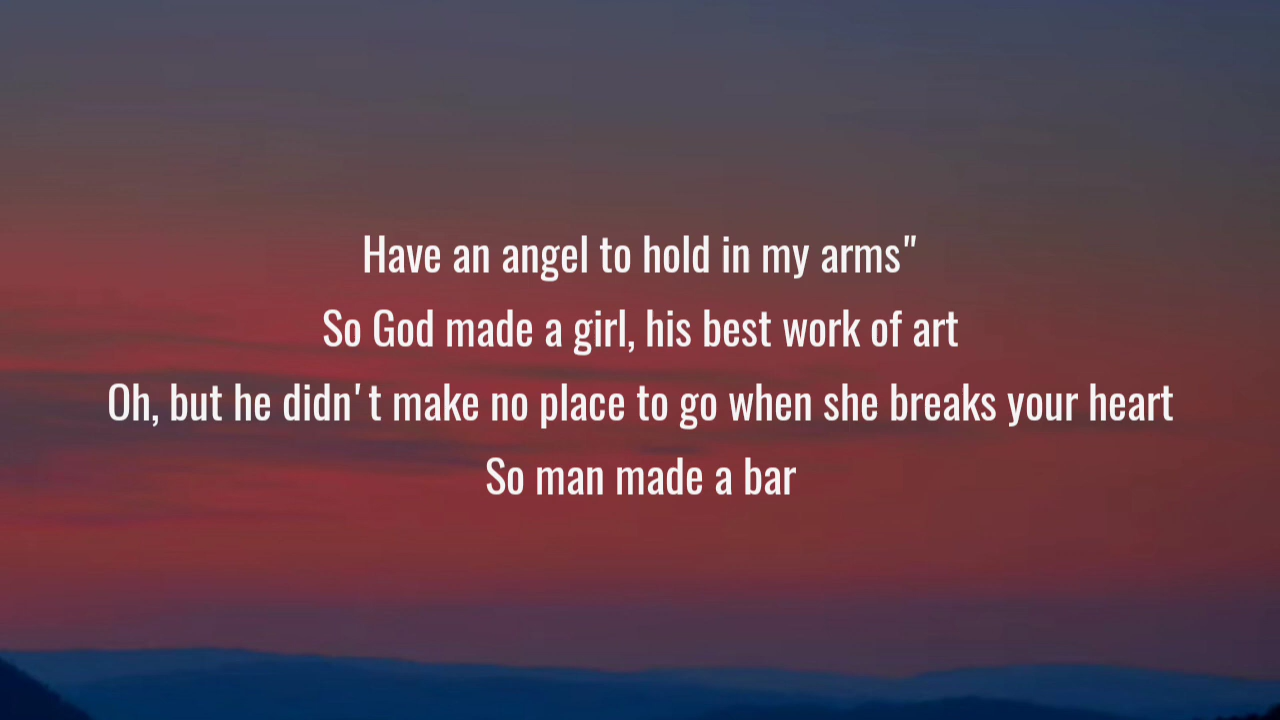 Have an angel to hold in my arms"
So God made a girl, his best work of art
Oh, but he didn't make no place to go when she breaks your heart
So man made a bar